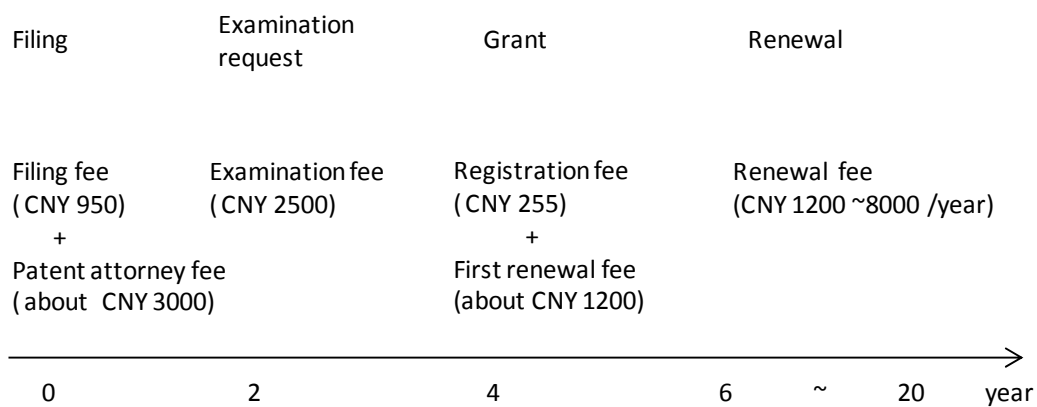 Filing
Examination
request
Grant
Renewal
Filing fee
( CNY 950)
+
Patent attorney fee
( about CNY 3000)
Examination fee
( CNY 2500)
Registration fee
( CNY 255)
+
First renewal fee
(about CNY 1200)
Renewal fee
(CNY 1200 ~8000 /year)
0 2 4 6 ~ 20 year